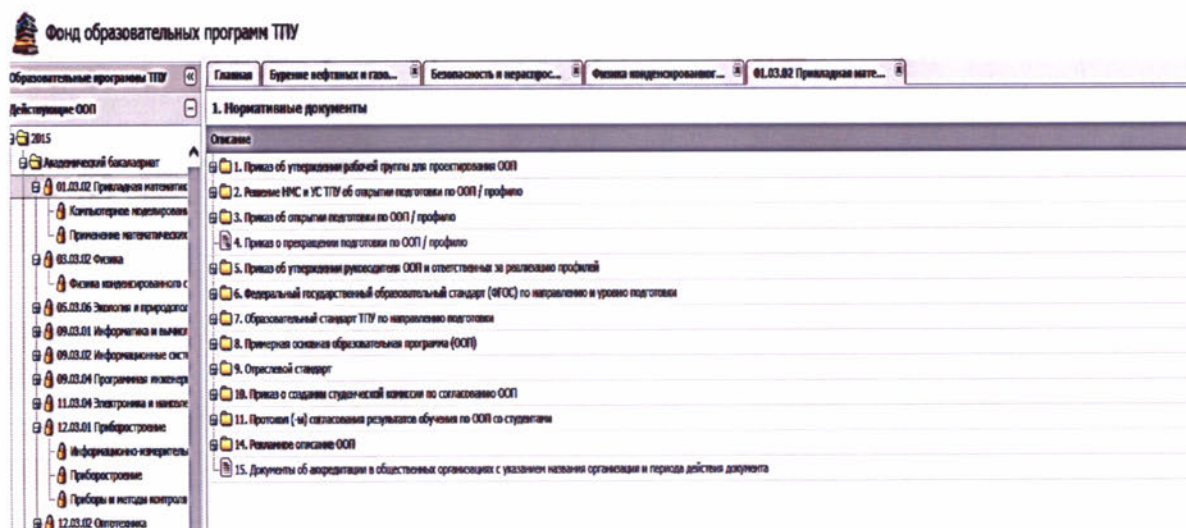 Фонд образовательных программ ТПУ
Образовательные программы ТПУ
Действующие ООП
2015
Академический бакалавриат
01.03.02 Прикладная математик
Компьютерное моделирован
Применение математических
03.03.02 Физика
Физика конденсированного с
05.03.06 Экология и природопол
09.03.01 Информатика и вычисл
09.03.02 Информационные сист
09.03.04 Программная инженер
11.03.04 Электроника и наноэле
12.03.01 Приборостроение
Информационно-измеритель
Приборостроение
Приборы и методы контроля
12.03.02 Оптотехника
Главная
Бурение нефтяных и газо...
Безопасность и нераспрос...
Физика конденсированног...
01.03.02 Прикладная мате...
1. Нормативные документы
Описание
1. Приказ об утверждении рабочей группы для проектирования ООП
2. Решение НМС и УС ТПУ об открытии подготовки по ООП / профилю
3. Приказ об открытии подготовки по ООП / профилю
4. Приказ о прекращении подготовки по ООП / профилю
5. Приказ об утверждении руководителя ООП и ответственных за реализацию профилей
6. Федеральный государственный образовательный стандарт (ФГОС) по направлению и уровню подготовки
7. Образовательный стандарт ТПУ по направлению подготовки
8. Примерная основная образовательная программа (ООП)
9. Отраслевой стандарт
10. Приказ о создании студенческой комиссии по согласованию ООП
11. Протокол (-ы) согласования результатов обучения по ООП со студентами
14. Рекламное описание ООП
15. Документы об аккредитации в общественных организациях с указанием названия организации и периода действия документа